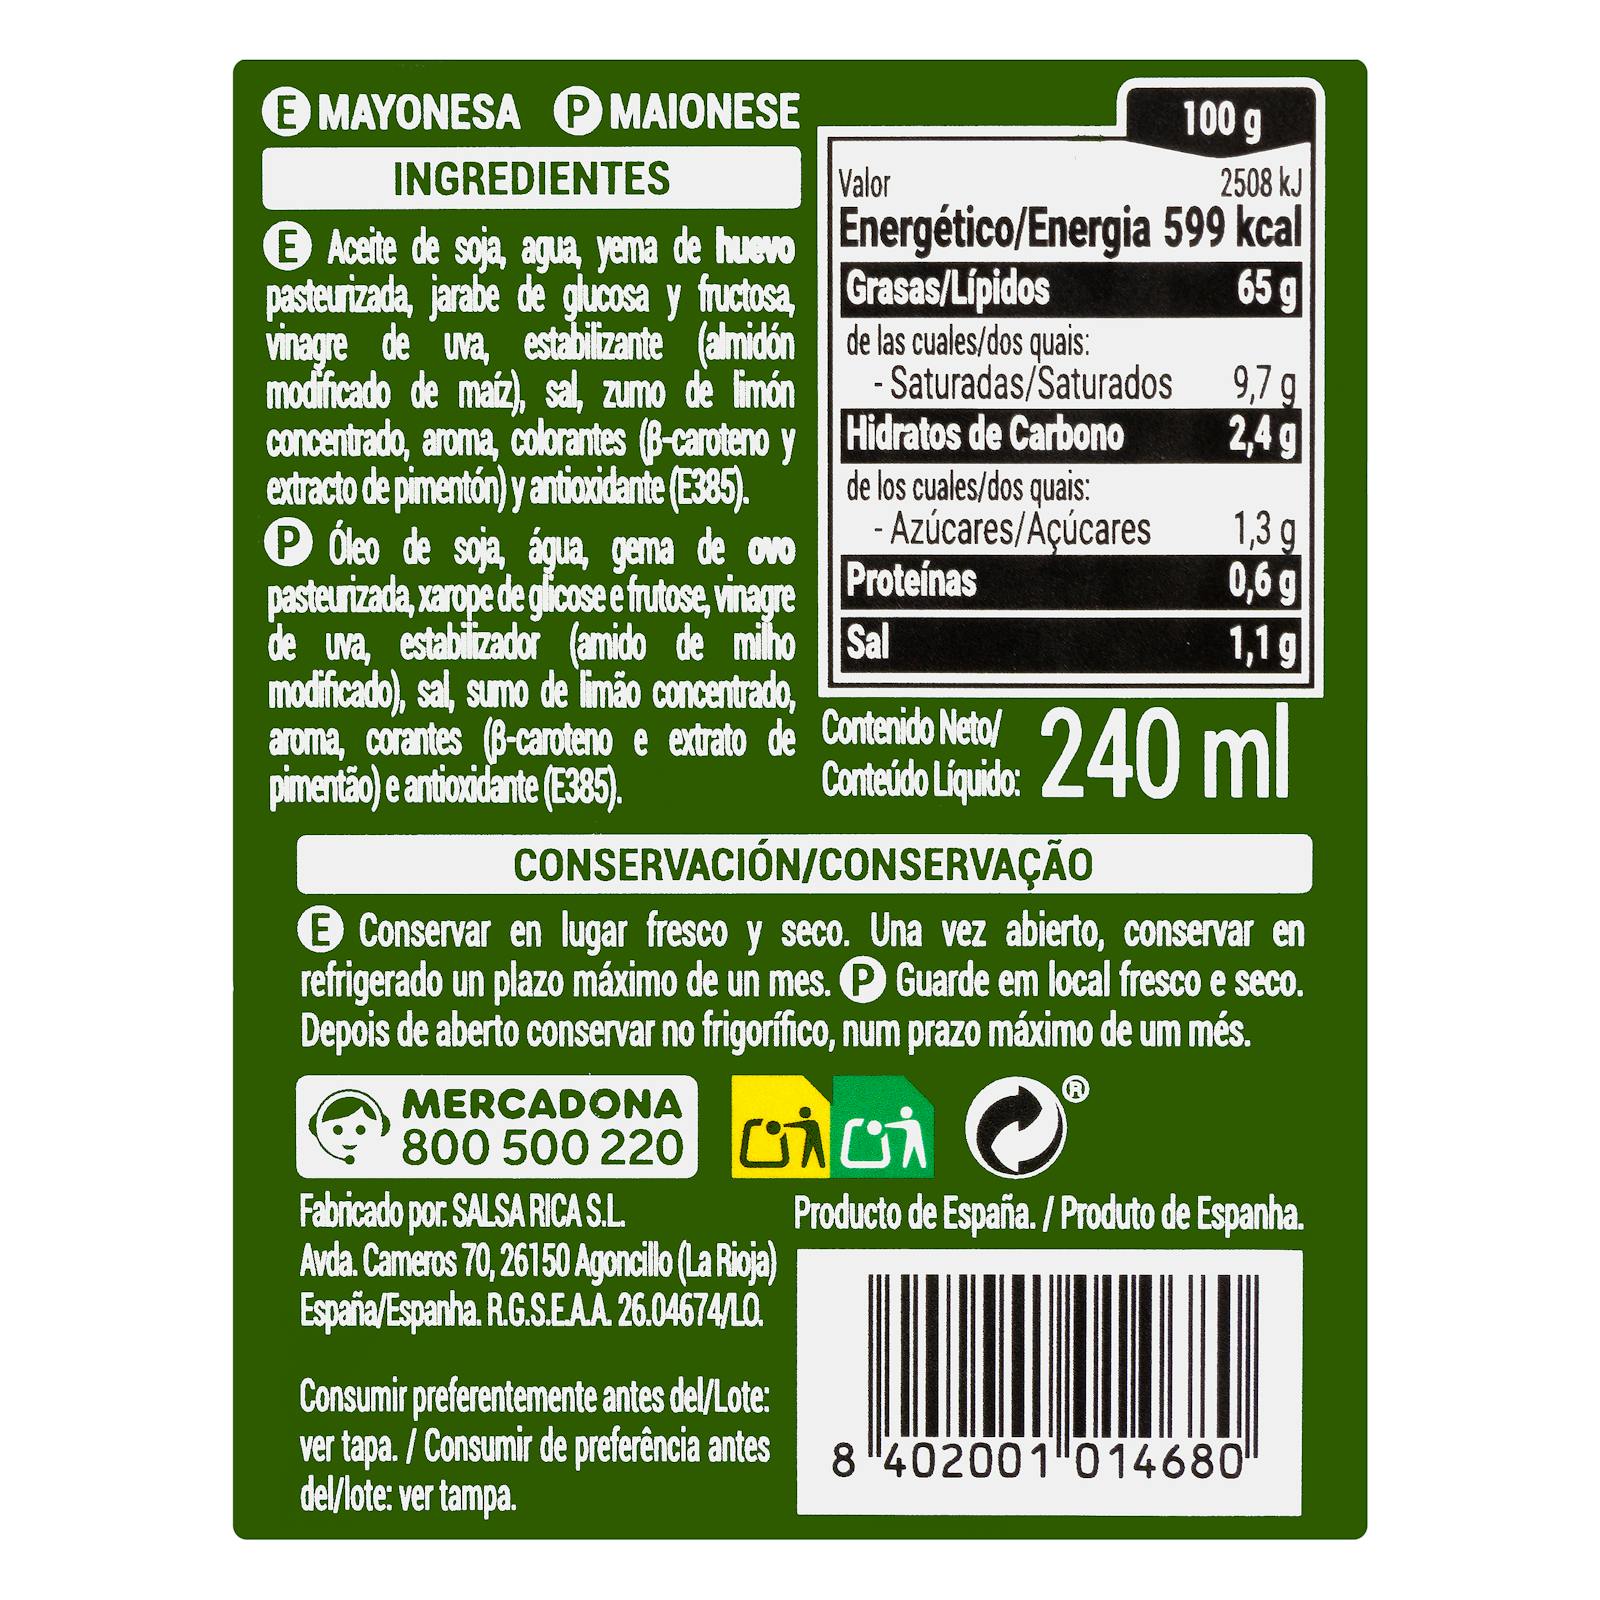 E MAYONESA P MAIONESE
INGREDIENTES
E Aceite de soja, agua, yema de huevo
pasteurizada, jarabe de glucosa y fructosa,
vinagre de uva, estabilizante (almidón
modificado de maíz), sal, zumo de limón
concentrado, aroma, colorantes (β-caroteno y
extracto de pimentón) y antioxidante (E385).
P Óleo de soja, água, gema de ovo
pasteurizada, xarope de glicose e frutose, vinagre
de uva, estabilizador (amido de milho
modificado), sal, sumo de limão concentrado,
aroma, corantes (β-caroteno e extrato de
pimentão) e antioxidante (E385).
100 g
Valor 2508 kJ
Energético/Energia 599 kcal
Grasas/Lípidos 65 g
de las cuales/dos quais:
- Saturadas/Saturados 9,7 g
Hidratos de Carbono 2,4 g
de los cuales/dos quais:
- Azúcares/Açúcares 1,3 g
Proteínas 0,6 g
Sal 1,1 g
Contenido Neto/
Conteúdo Líquido: 240 ml
CONSERVACIÓN/CONSERVAÇÃO
E Conservar en lugar fresco y seco. Una vez abierto, conservar en
refrigerado un plazo máximo de un mes. P Guarde em local fresco e seco.
Depois de aberto conservar no frigorífico, num prazo máximo de um més.
MERCADONA
800 500 220
®
Fabricado por: SALSA RICA S.L.
Avda. Cameros 70, 26150 Agoncillo (La Rioja)
España/Espanha. R.G.S.E.A.A. 26.04674/LO.
Producto de España. / Produto de Espanha.
Consumir preferentemente antes del/Lote:
ver tapa. / Consumir de preferência antes
del/lote: ver tampa.
8 402001 014680